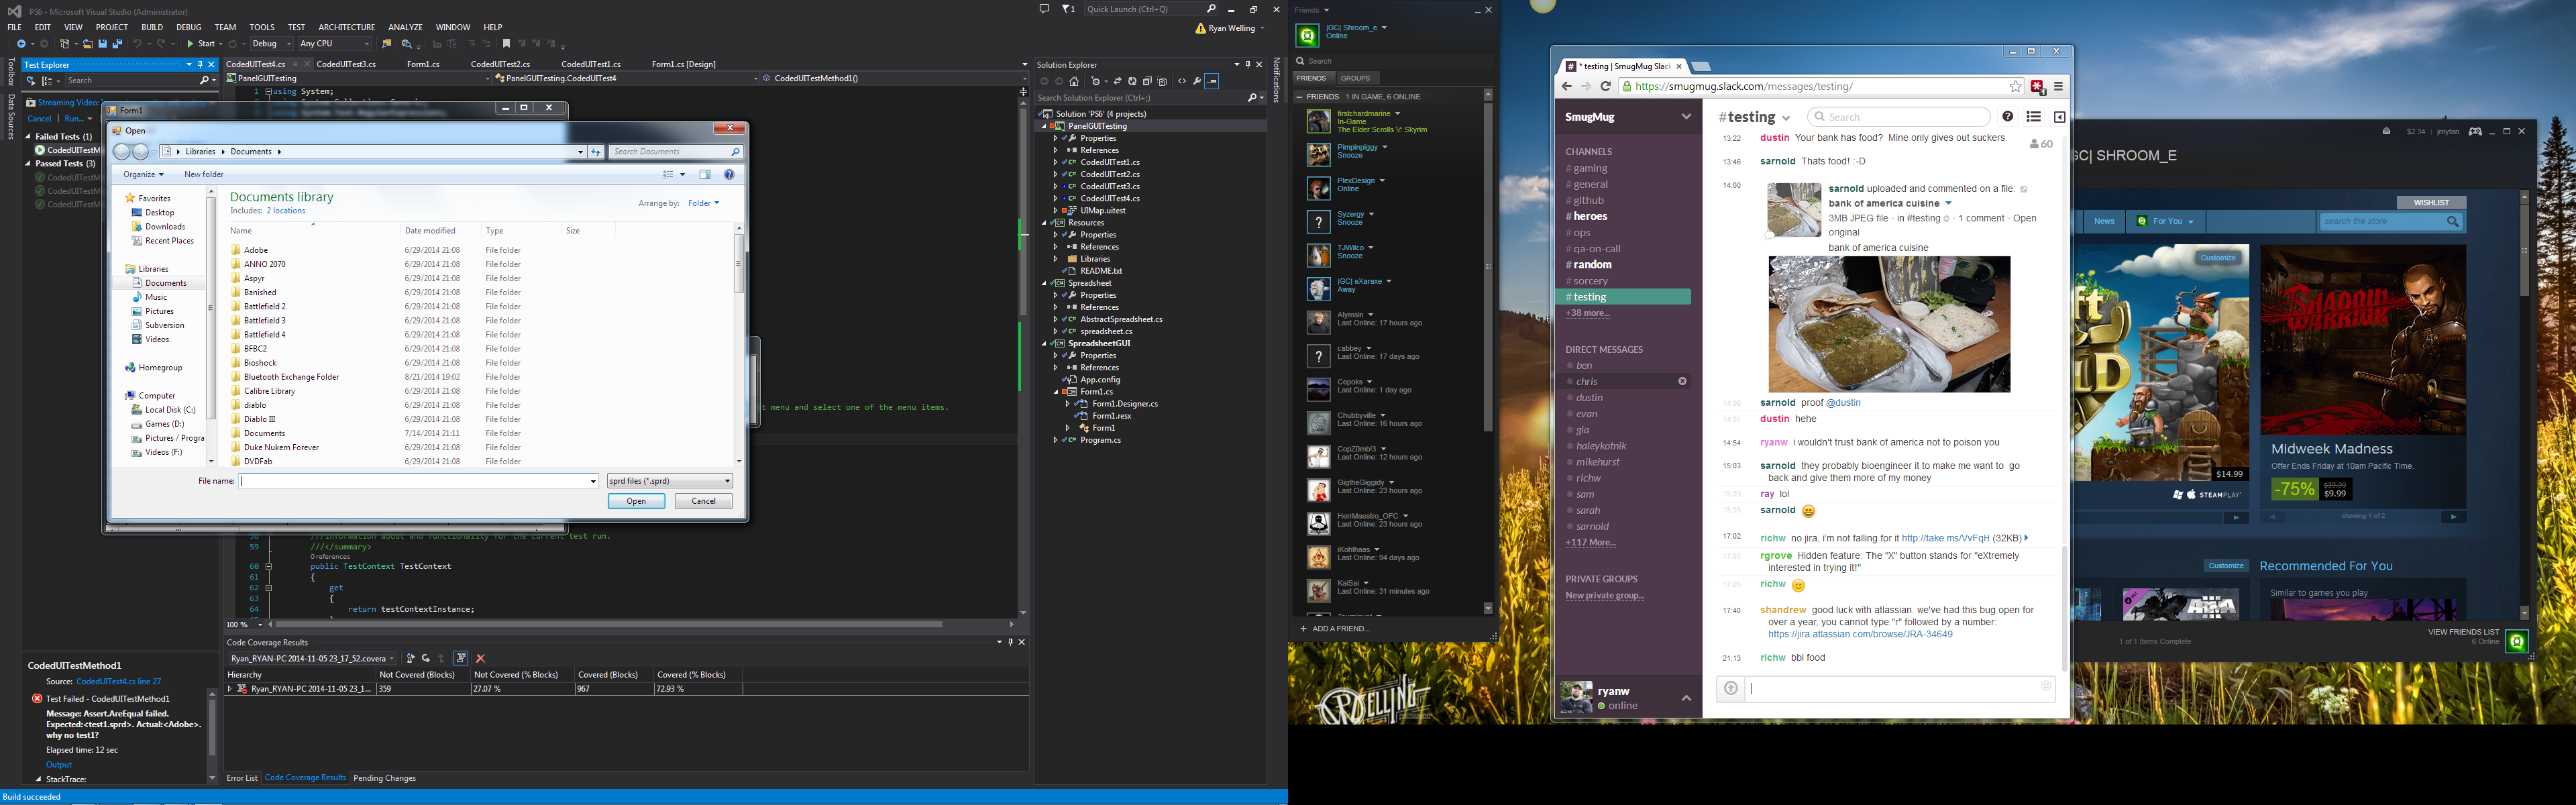 PS6 - Microsoft Visual Studio (Administrator)
1
Quick Launch (Ctrl+Q)
FILE EDIT VIEW PROJECT BUILD DEBUG TEAM TOOLS TEST ARCHITECTURE ANALYZE WINDOW HELP
Ryan Welling
Start Debug Any CPU
Toolbox
Data Sources
Test Explorer
Search
Streaming Video:
Cancel Run...
Failed Tests (1)
CodedUITestM
Passed Tests (3)
CodedUITestM
CodedUITestM
CodedUITestM
CodedUITest4.cs CodedUITest3.cs Form1.cs CodedUITest2.cs CodedUITest1.cs Form1.cs [Design]
PanelGUITesting PanelGUITesting.CodedUITest4 CodedUITestMethod1()
1 using System;
Form1
Open
Libraries Documents
Search Documents
Organize New folder
Favorites
Desktop
Downloads
Recent Places
Libraries
Documents
Music
Pictures
Subversion
Videos
Homegroup
Computer
Local Disk (C:)
Games (D:)
Pictures / Progra
Videos (F:)
Documents library
Includes: 2 locations
Arrange by: Folder
Name Date modified Type Size
Adobe 6/29/2014 21:08 File folder
ANNO 2070 6/29/2014 21:08 File folder
Aspyr 6/29/2014 21:08 File folder
Banished 6/29/2014 21:08 File folder
Battlefield 2 6/29/2014 21:08 File folder
Battlefield 3 6/29/2014 21:08 File folder
Battlefield 4 6/29/2014 21:08 File folder
BFBC2 6/29/2014 21:08 File folder
Bioshock 6/29/2014 21:08 File folder
Bluetooth Exchange Folder 8/21/2014 19:02 File folder
Calibre Library 6/29/2014 21:08 File folder
diablo 6/29/2014 21:08 File folder
Diablo III 6/29/2014 21:08 File folder
Documents 7/14/2014 21:11 File folder
Duke Nukem Forever 6/29/2014 21:08 File folder
DVDFab 6/29/2014 21:08 File folder
File name:
sprd files (*.sprd)
Open Cancel
t menu and select one of the menu items.
58 ///information about and functionality for the current test run.
59 ///</summary>
0 references
60 public TestContext TestContext
61 {
62 get
63 {
64 return testContextInstance;
100 %
Code Coverage Results
Ryan_RYAN-PC 2014-11-05 23_17_52.covera
Hierarchy Not Covered (Blocks) Not Covered (% Blocks) Covered (Blocks) Covered (% Blocks)
Ryan_RYAN-PC 2014-11-05 23_1... 359 27.07 % 967 72.93 %
Error List Code Coverage Results Pending Changes
CodedUITestMethod1
Source: CodedUITest4.cs line 27
Test Failed - CodedUITestMethod1
Message: Assert.AreEqual failed.
Expected:<test1.sprd>. Actual:<Adobe>.
why no test1?
Elapsed time: 12 sec
Output
StackTrace:
Build succeeded
Solution Explorer
Search Solution Explorer (Ctrl+;)
Solution 'PS6' (4 projects)
PanelGUITesting
Properties
References
CodedUITest1.cs
CodedUITest2.cs
CodedUITest3.cs
CodedUITest4.cs
UIMap.uitest
Resources
Properties
References
Libraries
README.txt
Spreadsheet
Properties
References
AbstractSpreadsheet.cs
spreadsheet.cs
SpreadsheetGUI
Properties
References
App.config
Form1.cs
Form1.Designer.cs
Form1.resx
Form1
Program.cs
Notifications
Friends
|GC| Shroom_e
Online
Search
FRIENDS GROUPS
FRIENDS 1 IN GAME, 6 ONLINE
firstchardmarine
In-Game
The Elder Scrolls V: Skyrim
Pimpinpiggy
Snooze
PlexDesign
Online
Syzergy
Snooze
TJWilco
Snooze
|GC| eXaraxe
Away
Alymsin
Last Online: 17 hours ago
cabbey
Last Online: 17 days ago
Cepoks
Last Online: 1 day ago
Chubbyville
Last Online: 16 hours ago
CopZDmb!3
Last Online: 12 hours ago
GigtheGiggidy
Last Online: 23 hours ago
HerrMaestro_OFC
Last Online: 23 hours ago
iKohlhaas
Last Online: 94 days ago
KaiSai
Last Online: 31 minutes ago
+ ADD A FRIEND...
* testing | SmugMug Slack
https://smugmug.slack.com/messages/testing/
SmugMug
CHANNELS
# gaming
# general
# github
# heroes
# ops
# qa-on-call
# random
# sorcery
# testing
+38 more...
DIRECT MESSAGES
ben
chris
dustin
evan
gia
haleykotnik
mikehurst
richw
sam
sarah
sarnold
+117 More...
PRIVATE GROUPS
New private group...
ryanw
online
#testing
Search
60
13:22 dustin Your bank has food? Mine only gives out suckers.
13:46 sarnold Thats food! :-D
14:00 sarnold uploaded and commented on a file:
bank of america cuisine
3MB JPEG file · in #testing · 1 comment · Open
original
bank of america cuisine
14:00 sarnold proof @dustin
14:01 dustin hehe
14:54 ryanw i wouldn't trust bank of america not to poison you
15:03 sarnold they probably bioengineer it to make me want to go
back and give them more of my money
15:03 ray lol
15:03 sarnold
17:02 richw no jira, i'm not falling for it http://take.ms/VvFqH (32KB)
17:03 rgrove Hidden feature: The "X" button stands for "eXtremely
interested in trying it!"
17:05 richw
17:40 shandrew good luck with atlassian. we've had this bug open for
over a year, you cannot type "r" followed by a number:
https://jira.atlassian.com/browse/JRA-34649
21:13 richw bbl food
$2.34 jmyfan
GC| SHROOM_E
WISHLIST
News For You
search the store
Customize
$14.99
STEAMPLAY
SHADOW
WARRIOR
Midweek Madness
Offer Ends Friday at 10am Pacific Time.
-75% $39.99
$9.99
showing 1 of 2
Customize
Recommended For You
Similar to games you play
ARMA
1 of 1 Items Complete
VIEW FRIENDS LIST
6 Online